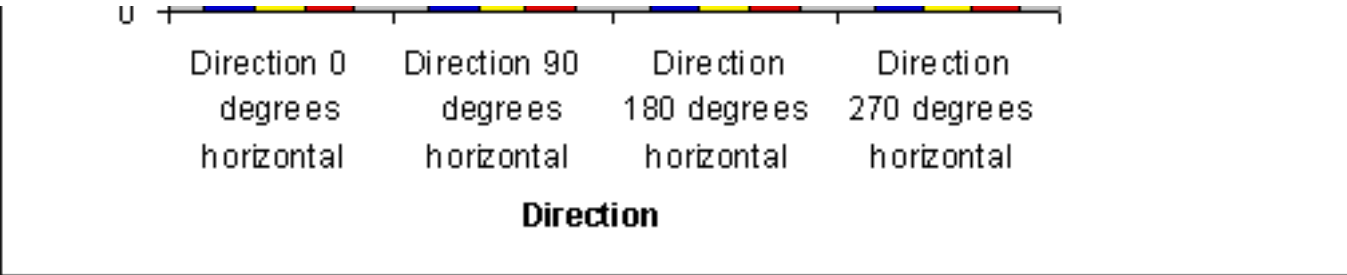 0
Direction 0 Direction 90 Direction Direction
degrees degrees 180 degrees 270 degrees
horizontal horizontal horizontal horizontal
Direction